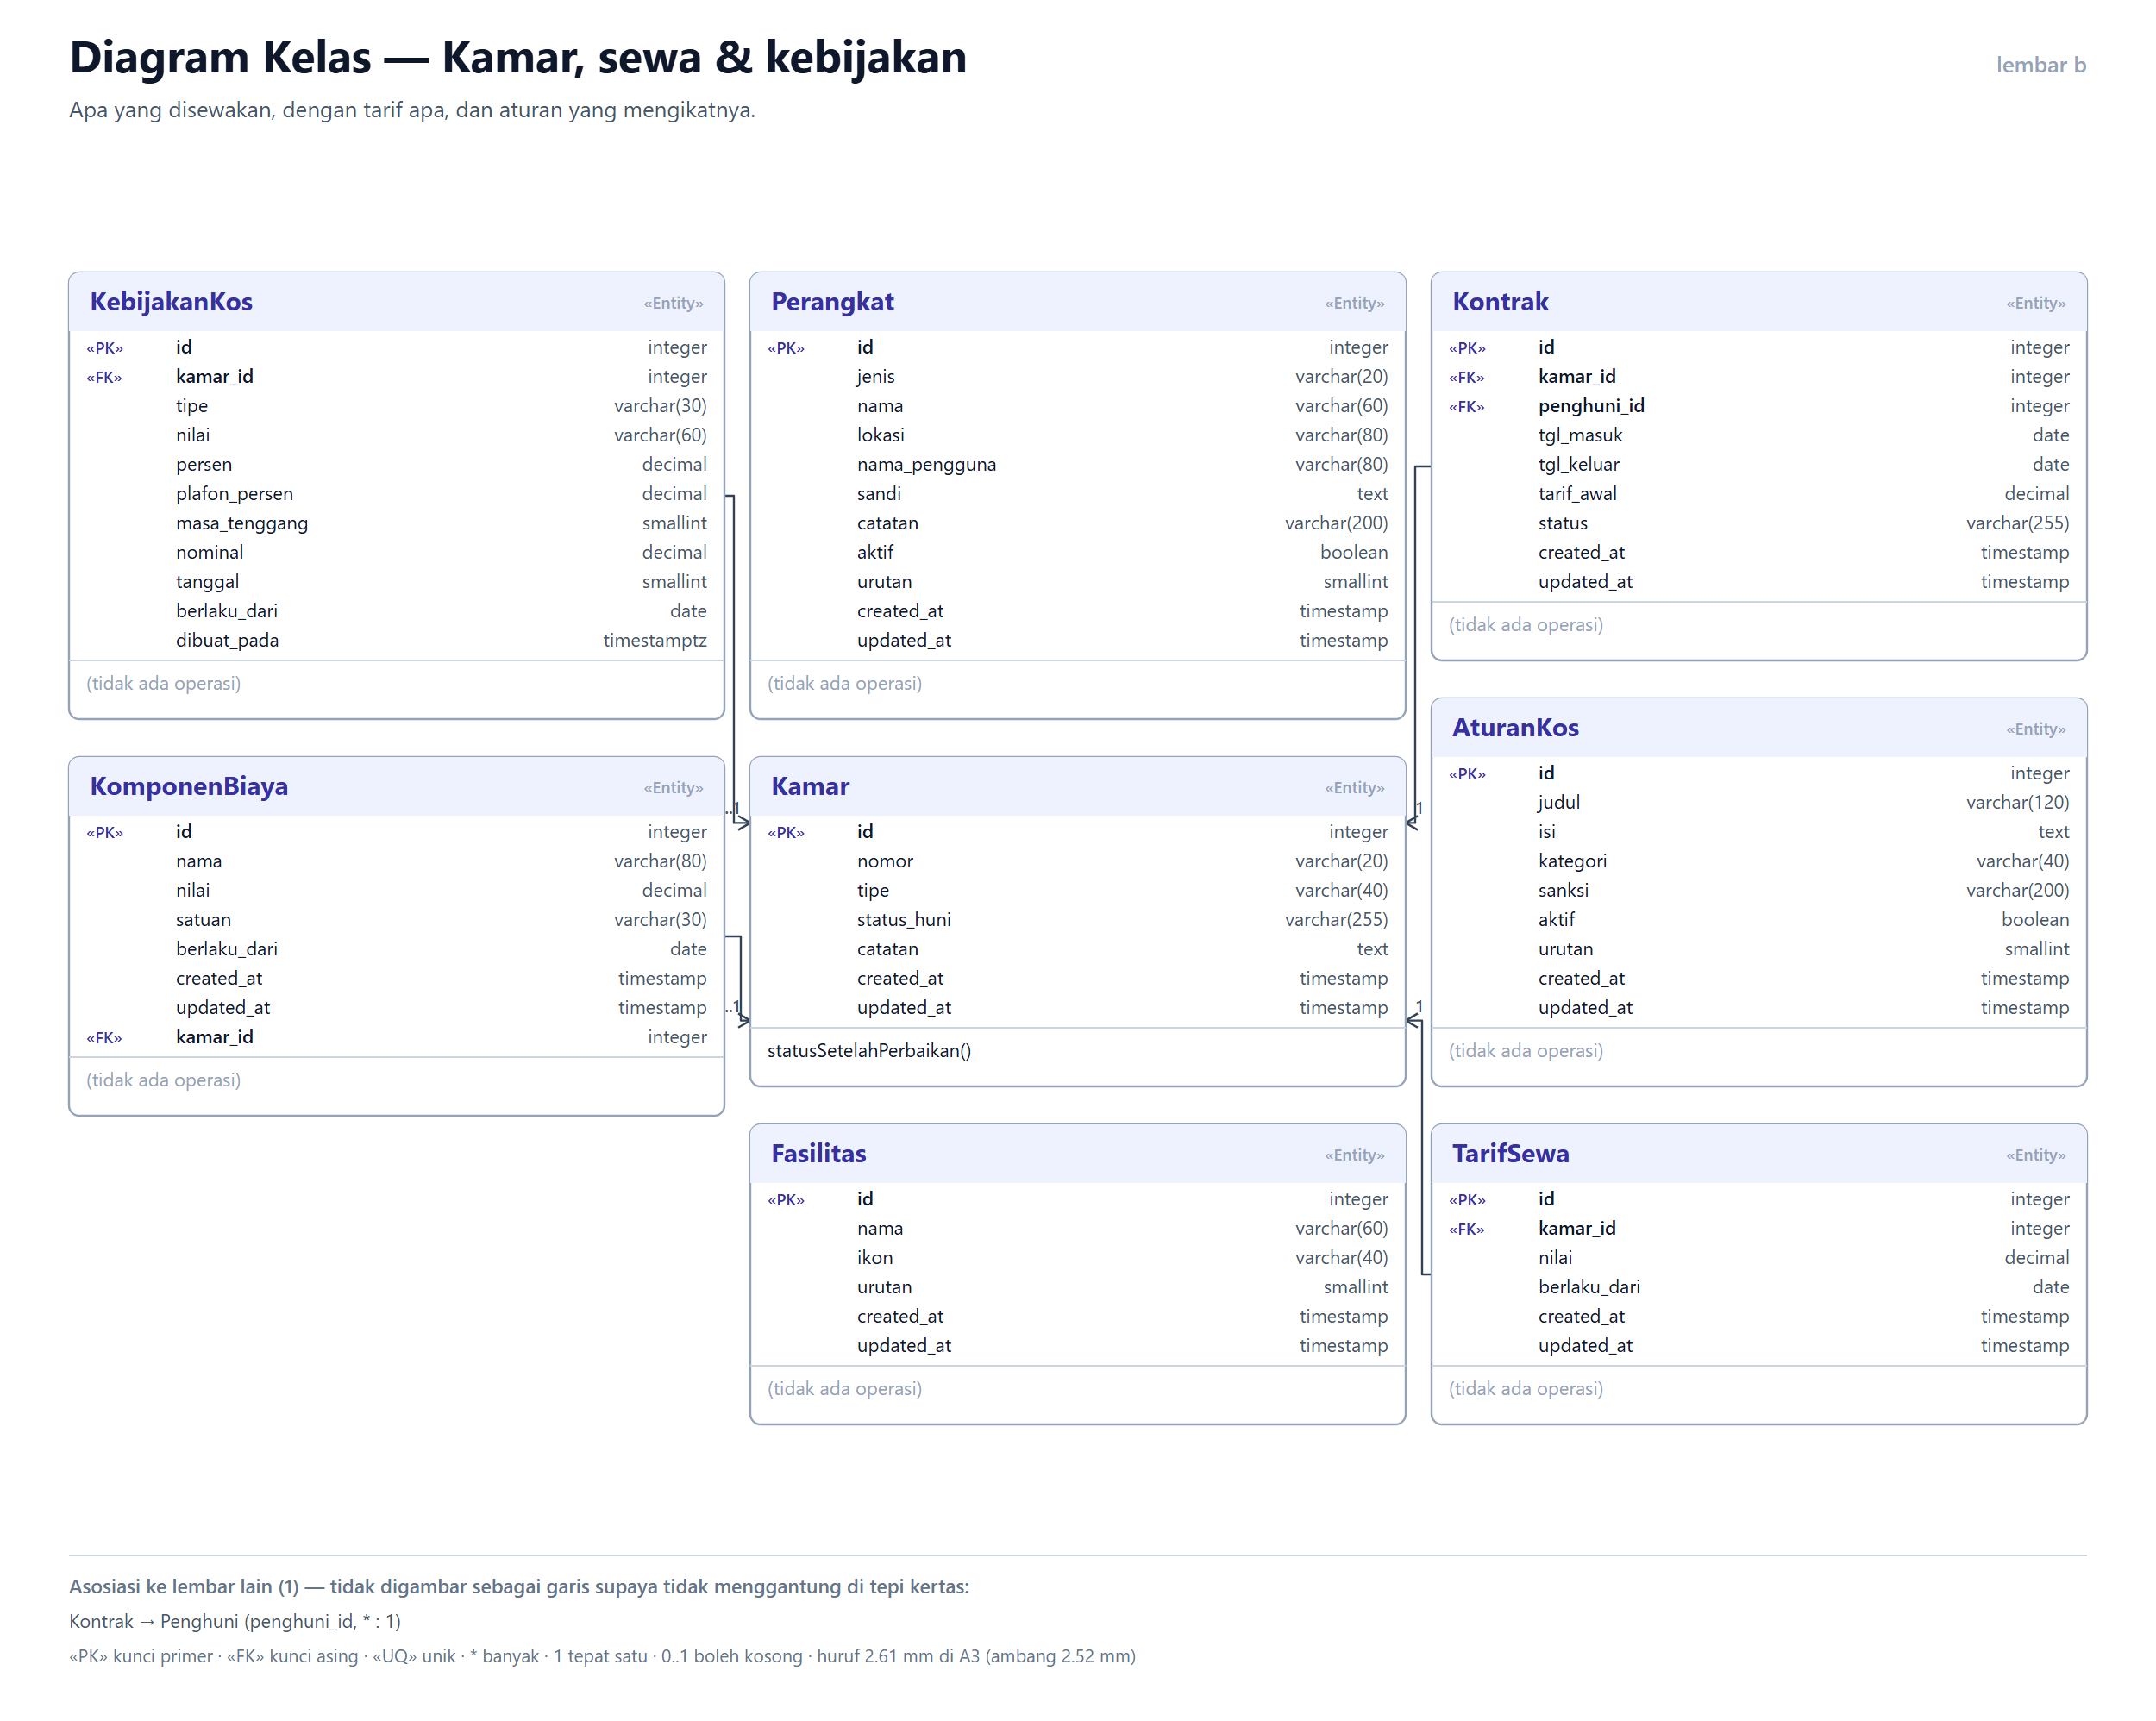 Diagram Kelas — Kamar, sewa & kebijakan
lembar b
Apa yang disewakan, dengan tarif apa, dan aturan yang mengikatnya.
KebijakanKos «Entity»
«PK» id integer
«FK» kamar_id integer
tipe varchar(30)
nilai varchar(60)
persen decimal
plafon_persen decimal
masa_tenggang smallint
nominal decimal
tanggal smallint
berlaku_dari date
dibuat_pada timestamptz
(tidak ada operasi)
Perangkat «Entity»
«PK» id integer
jenis varchar(20)
nama varchar(60)
lokasi varchar(80)
nama_pengguna varchar(80)
sandi text
catatan varchar(200)
aktif boolean
urutan smallint
created_at timestamp
updated_at timestamp
(tidak ada operasi)
Kontrak «Entity»
«PK» id integer
«FK» kamar_id integer
«FK» penghuni_id integer
tgl_masuk date
tgl_keluar date
tarif_awal decimal
status varchar(255)
created_at timestamp
updated_at timestamp
(tidak ada operasi)
KomponenBiaya «Entity»
«PK» id integer
nama varchar(80)
nilai decimal
satuan varchar(30)
berlaku_dari date
created_at timestamp
updated_at timestamp
«FK» kamar_id integer
(tidak ada operasi)
..1
..1
Kamar «Entity»
«PK» id integer
nomor varchar(20)
tipe varchar(40)
status_huni varchar(255)
catatan text
created_at timestamp
updated_at timestamp
statusSetelahPerbaikan()
1
1
AturanKos «Entity»
«PK» id integer
judul varchar(120)
isi text
kategori varchar(40)
sanksi varchar(200)
aktif boolean
urutan smallint
created_at timestamp
updated_at timestamp
(tidak ada operasi)
Fasilitas «Entity»
«PK» id integer
nama varchar(60)
ikon varchar(40)
urutan smallint
created_at timestamp
updated_at timestamp
(tidak ada operasi)
TarifSewa «Entity»
«PK» id integer
«FK» kamar_id integer
nilai decimal
berlaku_dari date
created_at timestamp
updated_at timestamp
(tidak ada operasi)
Asosiasi ke lembar lain (1) — tidak digambar sebagai garis supaya tidak menggantung di tepi kertas:
Kontrak → Penghuni (penghuni_id, * : 1)
«PK» kunci primer · «FK» kunci asing · «UQ» unik · * banyak · 1 tepat satu · 0..1 boleh kosong · huruf 2.61 mm di A3 (ambang 2.52 mm)